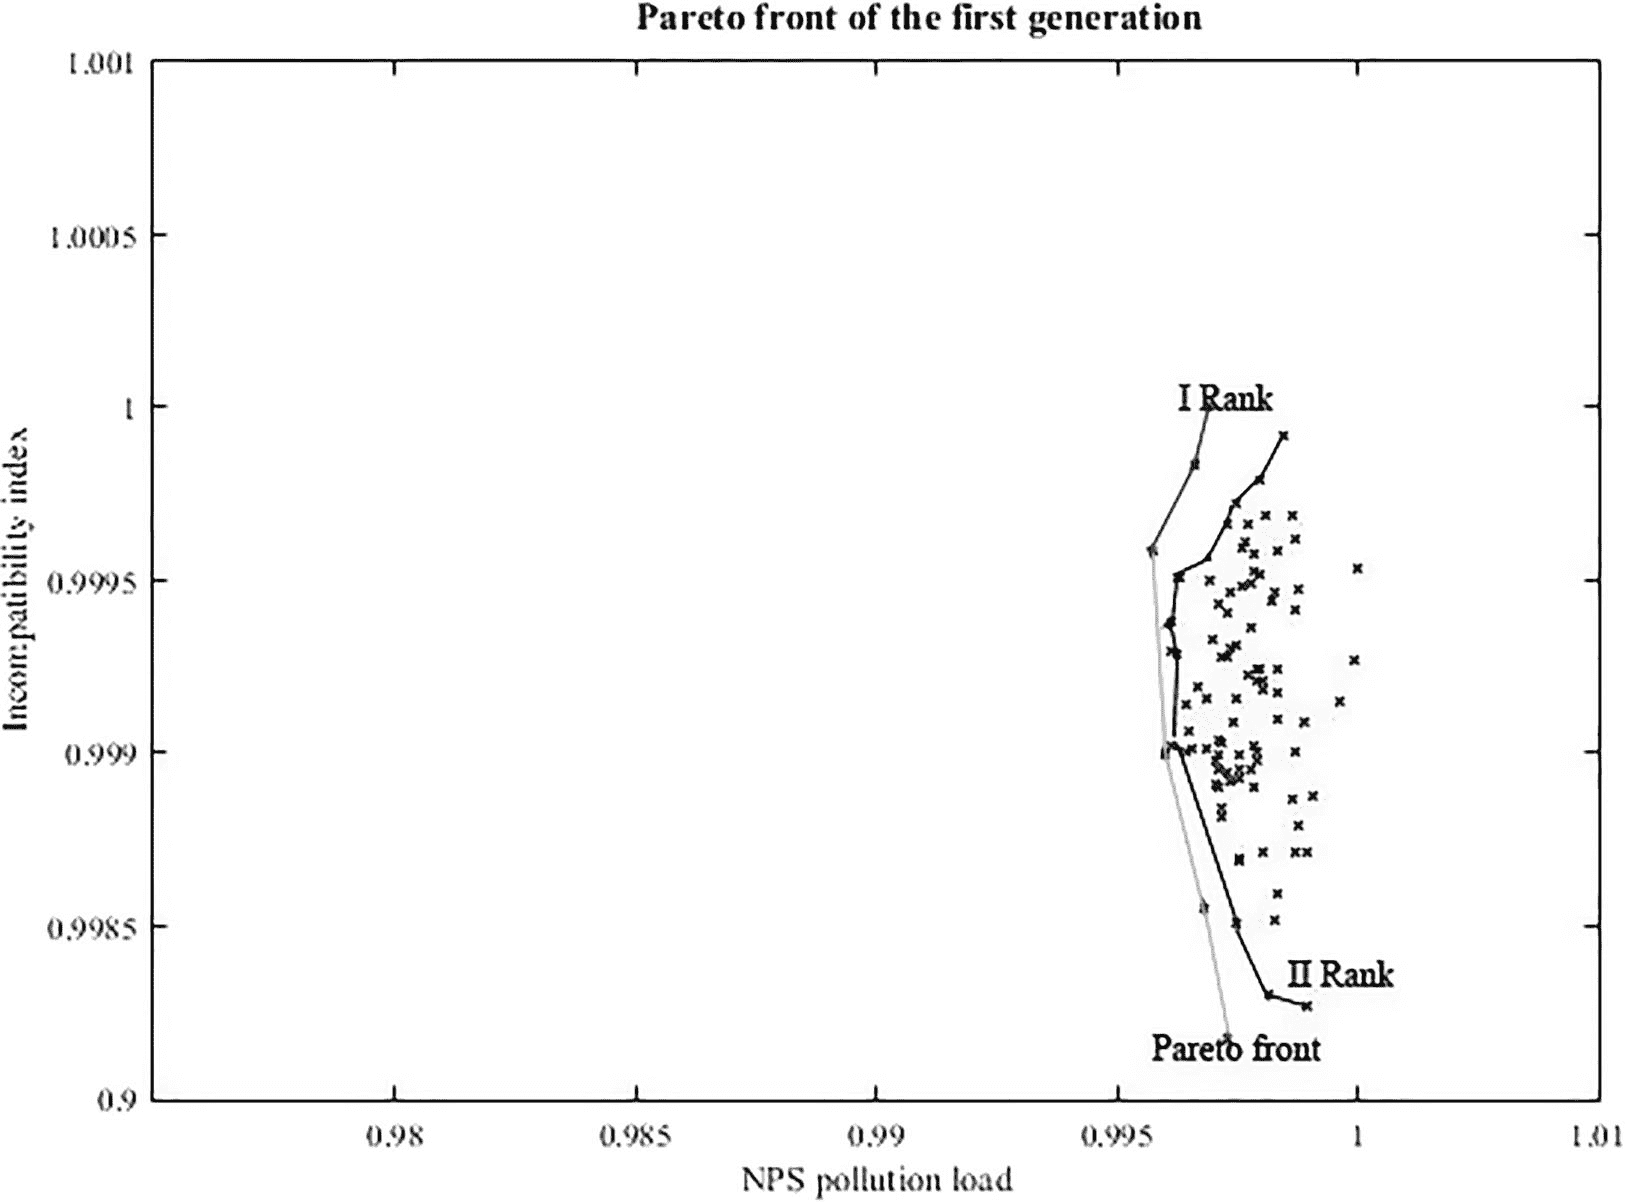 Pareto front of the first generation
1.001
1.0005
1
0.9995
0.999
0.9985
0.9
Incompatibility index
I Rank
II Rank
Pareto front
0.98
0.985
0.99
0.995
1
1.01
NPS pollution load